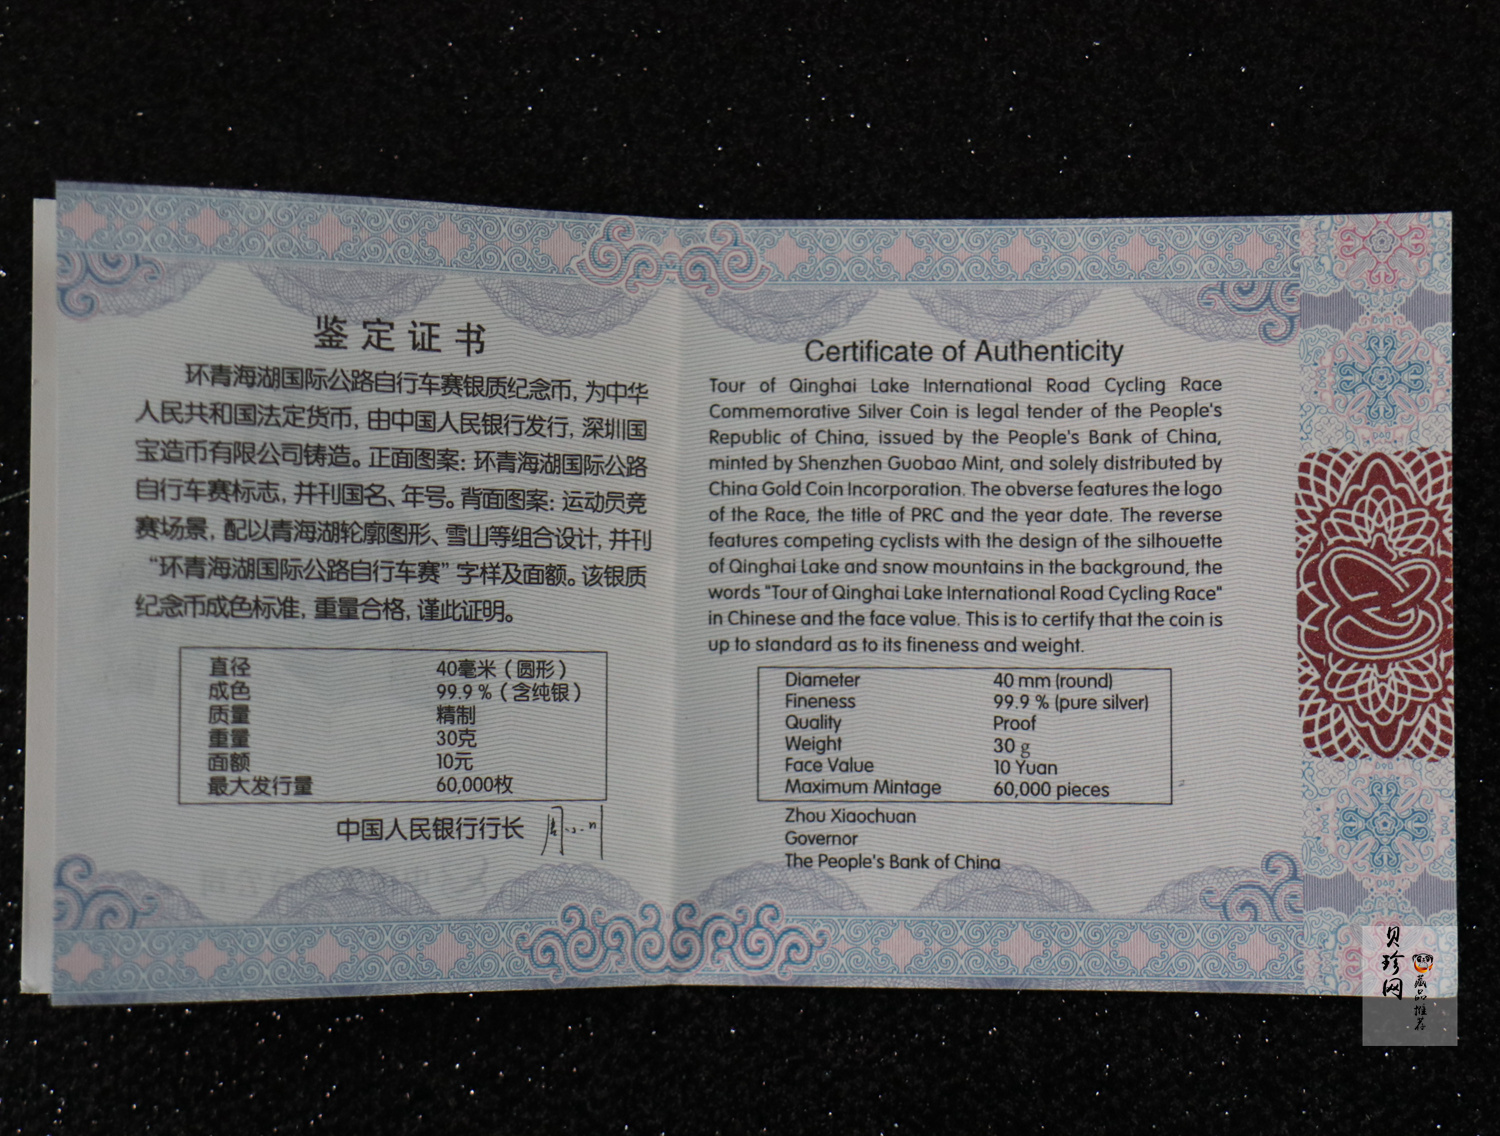 鉴定证书
环青海湖国际公路自行车赛银质纪念币，为中华
人民共和国法定货币，由中国人民银行发行，深圳国
宝造币有限公司铸造。正面图案：环青海湖国际公路
自行车赛标志，并刊国名、年号。背面图案：运动员竞
赛场景，配以青海湖轮廓图形、雪山等组合设计，并刊
“环青海湖国际公路自行车赛”字样及面额。该银质
纪念币成色标准，重量合格，谨此证明。
直径 40毫米（圆形）
成色 99.9％（含纯银）
质量 精制
重量 30克
面额 10元
最大发行量 60,000枚
中国人民银行行长
Certificate of Authenticity
Tour of Qinghai Lake International Road Cycling Race
Commemorative Silver Coin is legal tender of the People's
Republic of China, issued by the People's Bank of China,
minted by Shenzhen Guobao Mint, and solely distributed by
China Gold Coin Incorporation. The obverse features the logo
of the Race, the title of PRC and the year date. The reverse
features competing cyclists with the design of the silhouette
of Qinghai Lake and snow mountains in the background, the
words "Tour of Qinghai Lake International Road Cycling Race"
in Chinese and the face value. This is to certify that the coin is
up to standard as to its fineness and weight.
Diameter 40 mm (round)
Fineness 99.9 % (pure silver)
Quality Proof
Weight 30 g
Face Value 10 Yuan
Maximum Mintage 60,000 pieces
Zhou Xiaochuan
Governor
The People's Bank of China
贝珍网
藏品推荐